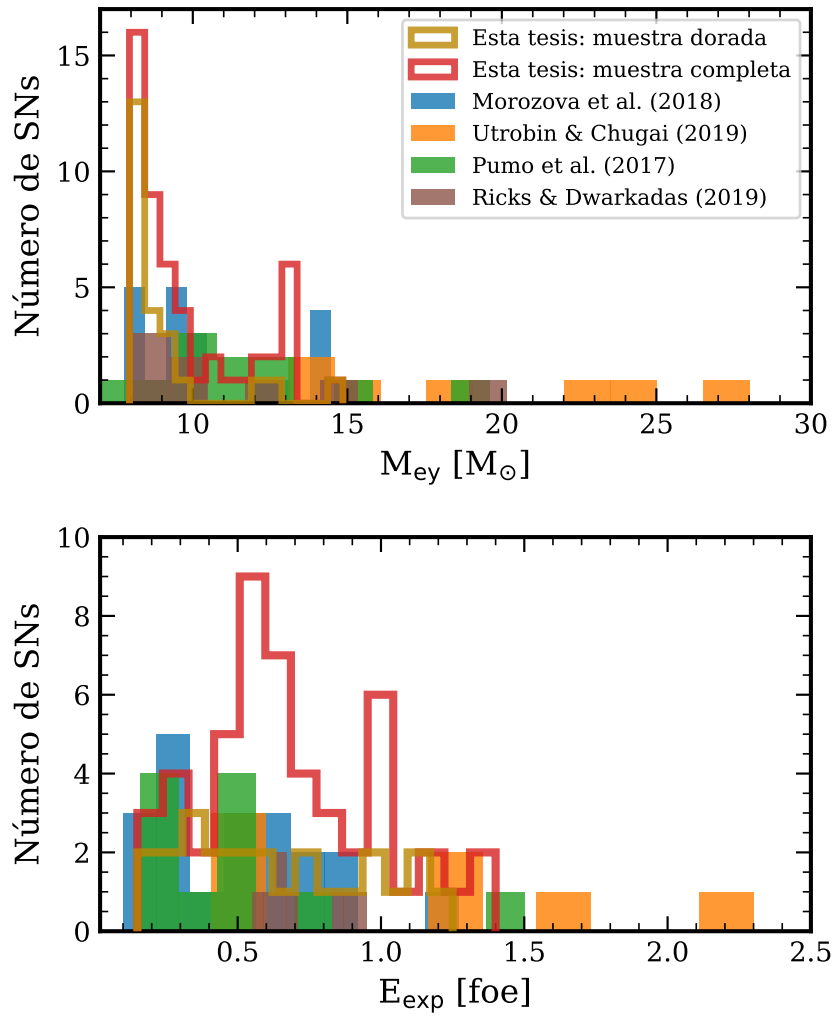 Número de SNs
15
10
5
0
Esta tesis: muestra dorada
Esta tesis: muestra completa
Morozova et al. (2018)
Utrobin & Chugai (2019)
Pumo et al. (2017)
Ricks & Dwarkadas (2019)
10 15 20 25 30
M_ey [M_⊙]
Número de SNs
10
8
6
4
2
0
0.5 1.0 1.5 2.0 2.5
E_exp [foe]